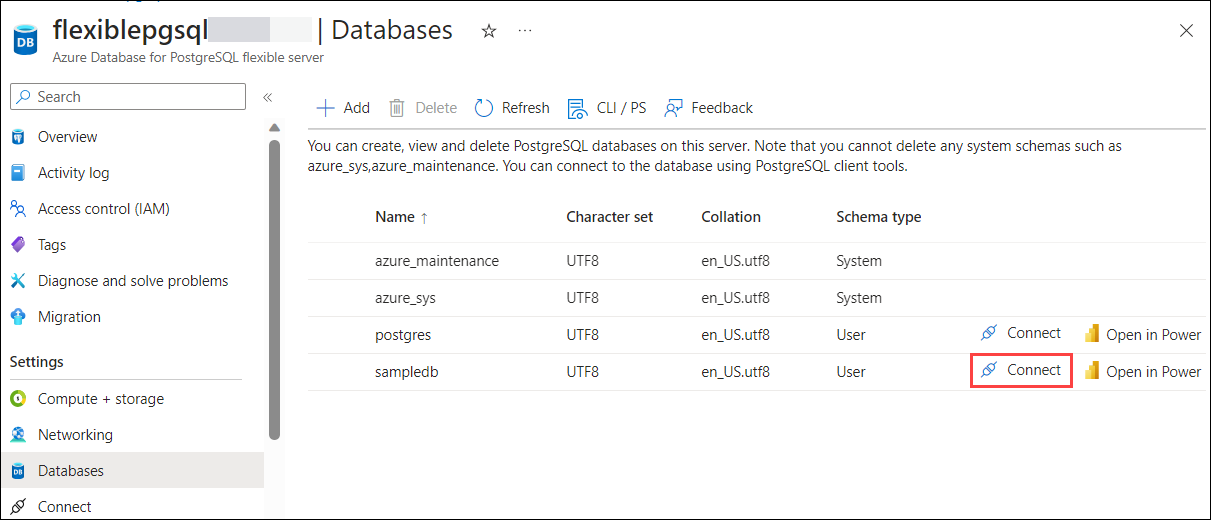 flexiblepgsql | Databases
Azure Database for PostgreSQL flexible server
Search
Overview
Activity log
Access control (IAM)
Tags
Diagnose and solve problems
Migration
Settings
Compute + storage
Networking
Databases
Connect
Add Delete Refresh CLI / PS Feedback
You can create, view and delete PostgreSQL databases on this server. Note that you cannot delete any system schemas such as
azure_sys,azure_maintenance. You can connect to the database using PostgreSQL client tools.
Name ↑ Character set Collation Schema type
azure_maintenance UTF8 en_US.utf8 System
azure_sys UTF8 en_US.utf8 System
postgres UTF8 en_US.utf8 User Connect Open in Power
sampledb UTF8 en_US.utf8 User Connect Open in Power